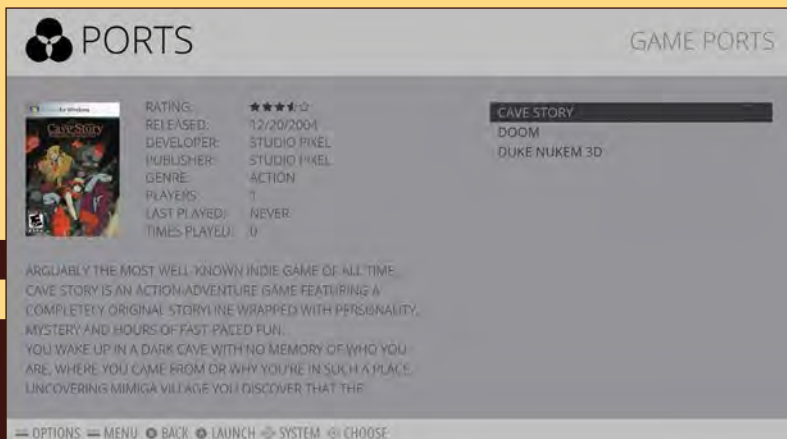 PORTS
GAME PORTS
Cave Story
RATING:
RELEASED: 12/20/2004
DEVELOPER: STUDIO PIXEL
PUBLISHER: STUDIO PIXEL
GENRE: ACTION
PLAYERS: 1
LAST PLAYED: NEVER
TIMES PLAYED: 0
CAVE STORY
DOOM
DUKE NUKEM 3D
ARGUABLY THE MOST WELL-KNOWN INDIE GAME OF ALL TIME,
CAVE STORY IS AN ACTION-ADVENTURE GAME FEATURING A
COMPLETELY ORIGINAL STORYLINE WRAPPED WITH PERSONALITY,
MYSTERY AND HOURS OF FAST-PACED FUN.
YOU WAKE UP IN A DARK CAVE WITH NO MEMORY OF WHO YOU
ARE, WHERE YOU CAME FROM OR WHY YOU'RE IN SUCH A PLACE.
UNCOVERING MIMIGA VILLAGE YOU DISCOVER THAT THE
OPTIONS MENU BACK LAUNCH SYSTEM CHOOSE